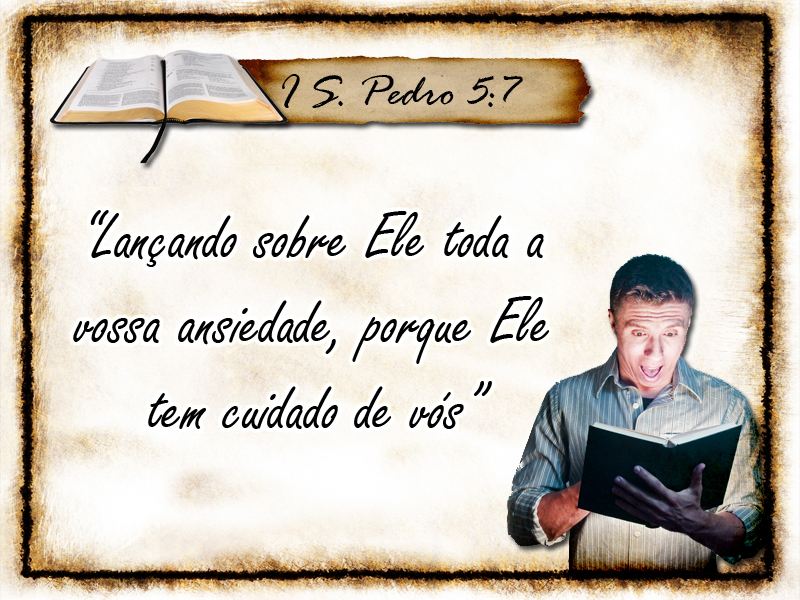 I S. Pedro 5:7
“Lançando sobre Ele toda a
vossa ansiedade, porque Ele
tem cuidado de vós”